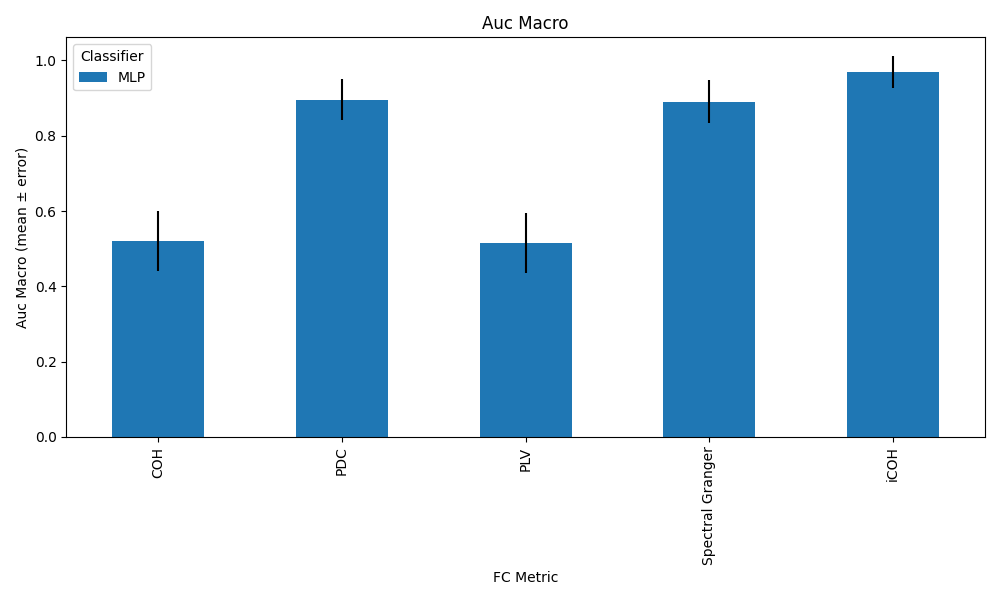 Auc Macro
Classifier
MLP
Auc Macro (mean ± error)
1.0
0.8
0.6
0.4
0.2
0.0
COH
PDC
PLV
Spectral Granger
iCOH
FC Metric